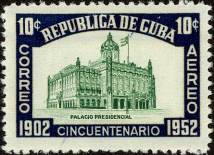 10¢ REPUBLICA DE CUBA 10¢
CORREO
AEREO
PALACIO PRESIDENCIAL
1902 CINCUENTENARIO 1952